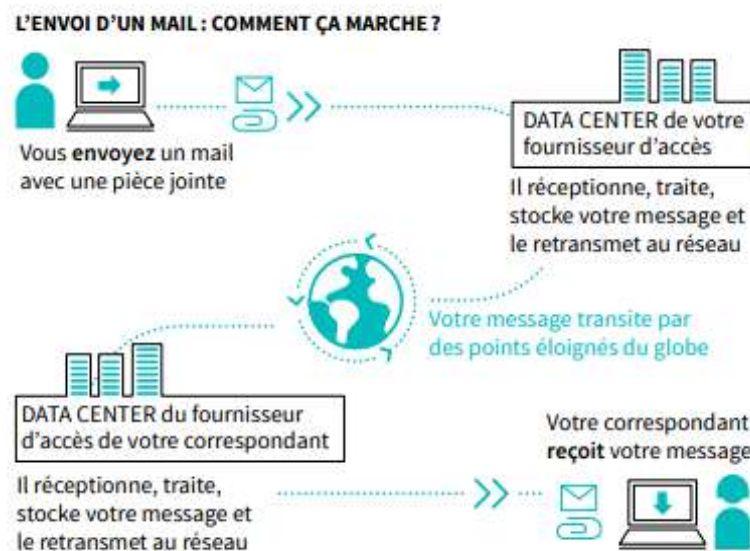 L'ENVOI D'UN MAIL : COMMENT ÇA MARCHE ?
Vous envoyez un mail
avec une pièce jointe
DATA CENTER de votre
fournisseur d'accès
Il réceptionne, traite,
stocke votre message et
le retransmet au réseau
Votre message transite par
des points éloignés du globe
DATA CENTER du fournisseur
d'accès de votre correspondant
Il réceptionne, traite,
stocke votre message et
le retransmet au réseau
Votre correspondant
reçoit votre message